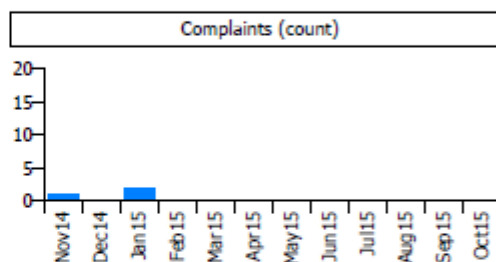 Complaints (count)
20
15
10
5
0
Nov14 Dec14 Jan15 Feb15 Mar15 Apr15 May15 Jun15 Jul15 Aug15 Sep15 Oct15